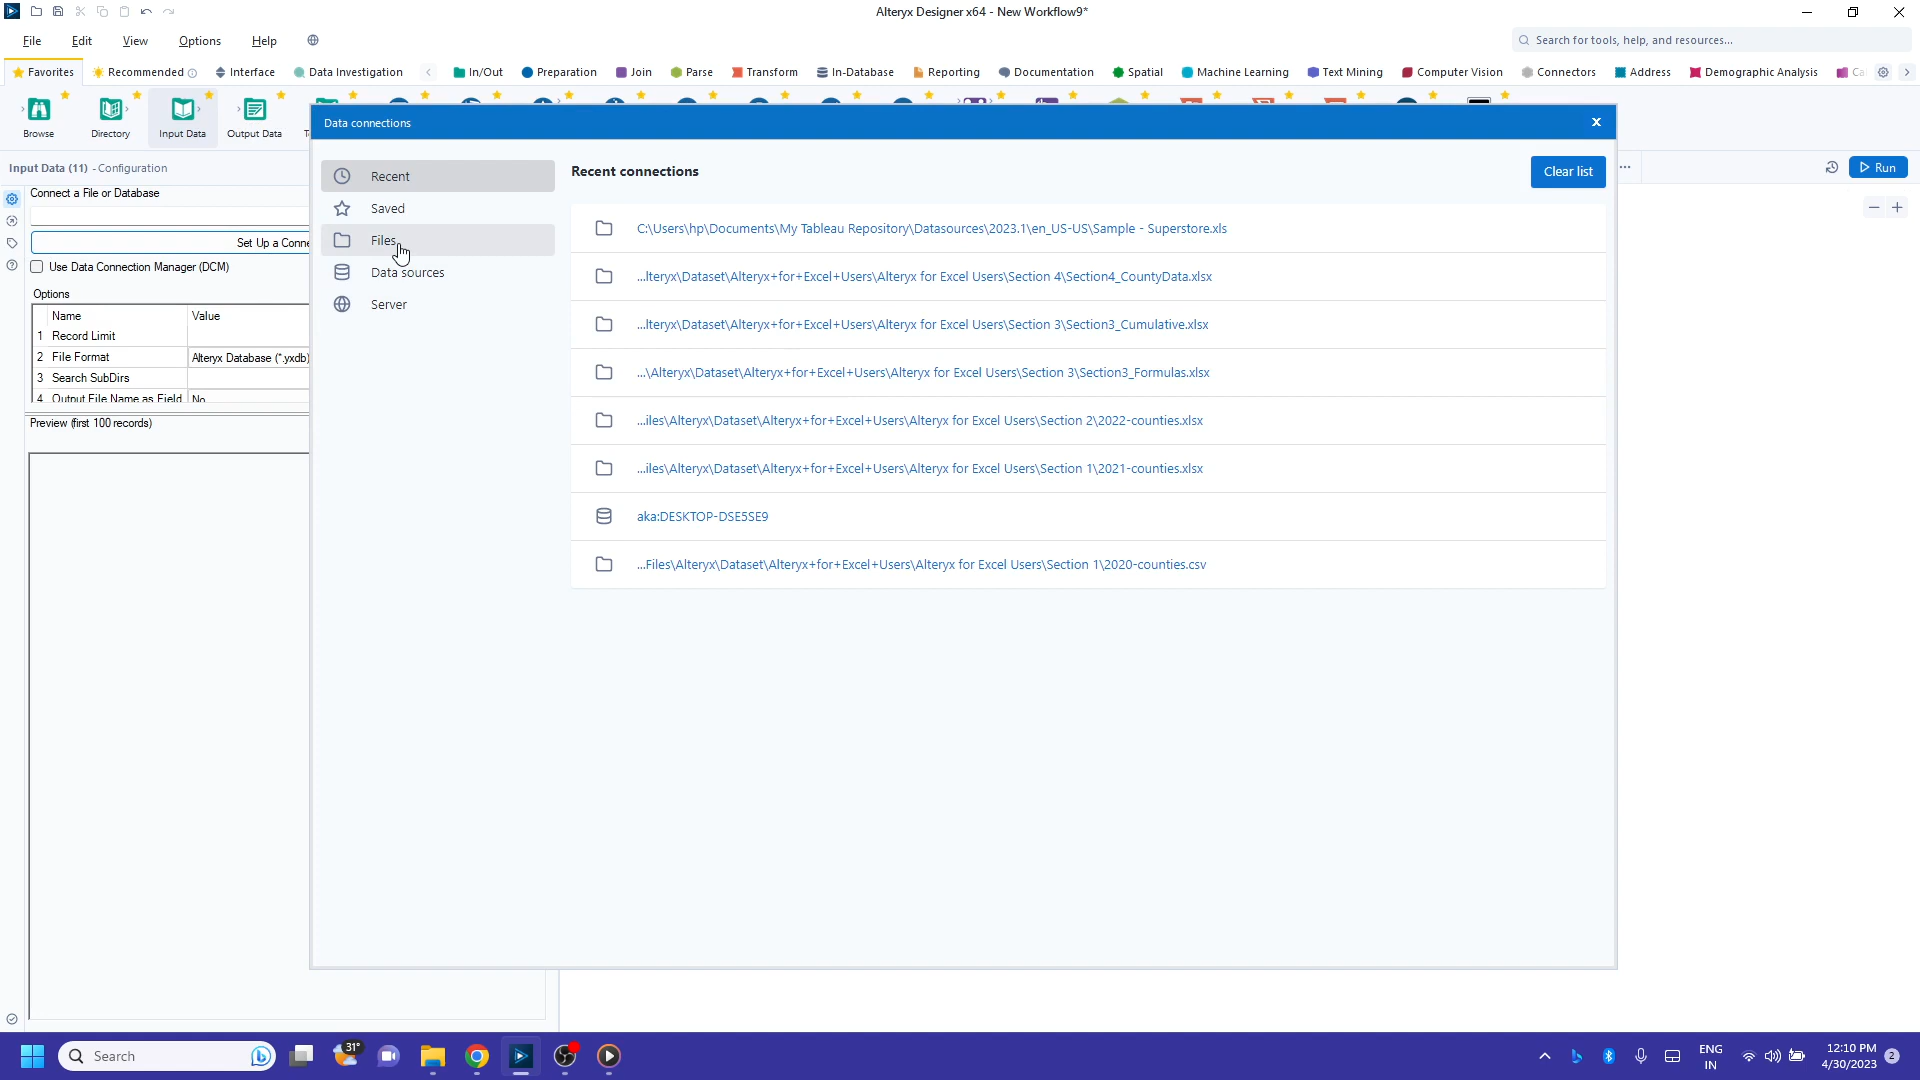 Alteryx Designer x64 - New Workflow9*
File Edit View Options Help
Search for tools, help, and resources...
Favorites Recommended Interface Data Investigation In/Out Preparation Join Parse Transform In-Database Reporting Documentation Spatial Machine Learning Text Mining Computer Vision Connectors Address Demographic Analysis
Browse Directory Input Data Output Data
Data connections
Input Data (11) - Configuration
Run
Connect a File or Database
Set Up a Conne
Use Data Connection Manager (DCM)
Options
Name Value
1 Record Limit
2 File Format Alteryx Database (*.yxdb)
3 Search SubDirs
4 Output File Name as Field No
Preview (first 100 records)
Recent
Saved
Files
Data sources
Server
Recent connections
Clear list
C:\Users\hp\Documents\My Tableau Repository\Datasources\2023.1\en_US-US\Sample - Superstore.xls
...lteryx\Dataset\Alteryx+for+Excel+Users\Alteryx for Excel Users\Section 4\Section4_CountyData.xlsx
...lteryx\Dataset\Alteryx+for+Excel+Users\Alteryx for Excel Users\Section 3\Section3_Cumulative.xlsx
...\Alteryx\Dataset\Alteryx+for+Excel+Users\Alteryx for Excel Users\Section 3\Section3_Formulas.xlsx
...iles\Alteryx\Dataset\Alteryx+for+Excel+Users\Alteryx for Excel Users\Section 2\2022-counties.xlsx
...iles\Alteryx\Dataset\Alteryx+for+Excel+Users\Alteryx for Excel Users\Section 1\2021-counties.xlsx
aka:DESKTOP-DSE5SE9
...Files\Alteryx\Dataset\Alteryx+for+Excel+Users\Alteryx for Excel Users\Section 1\2020-counties.csv
Search
31°
ENG
IN
12:10 PM
4/30/2023
2